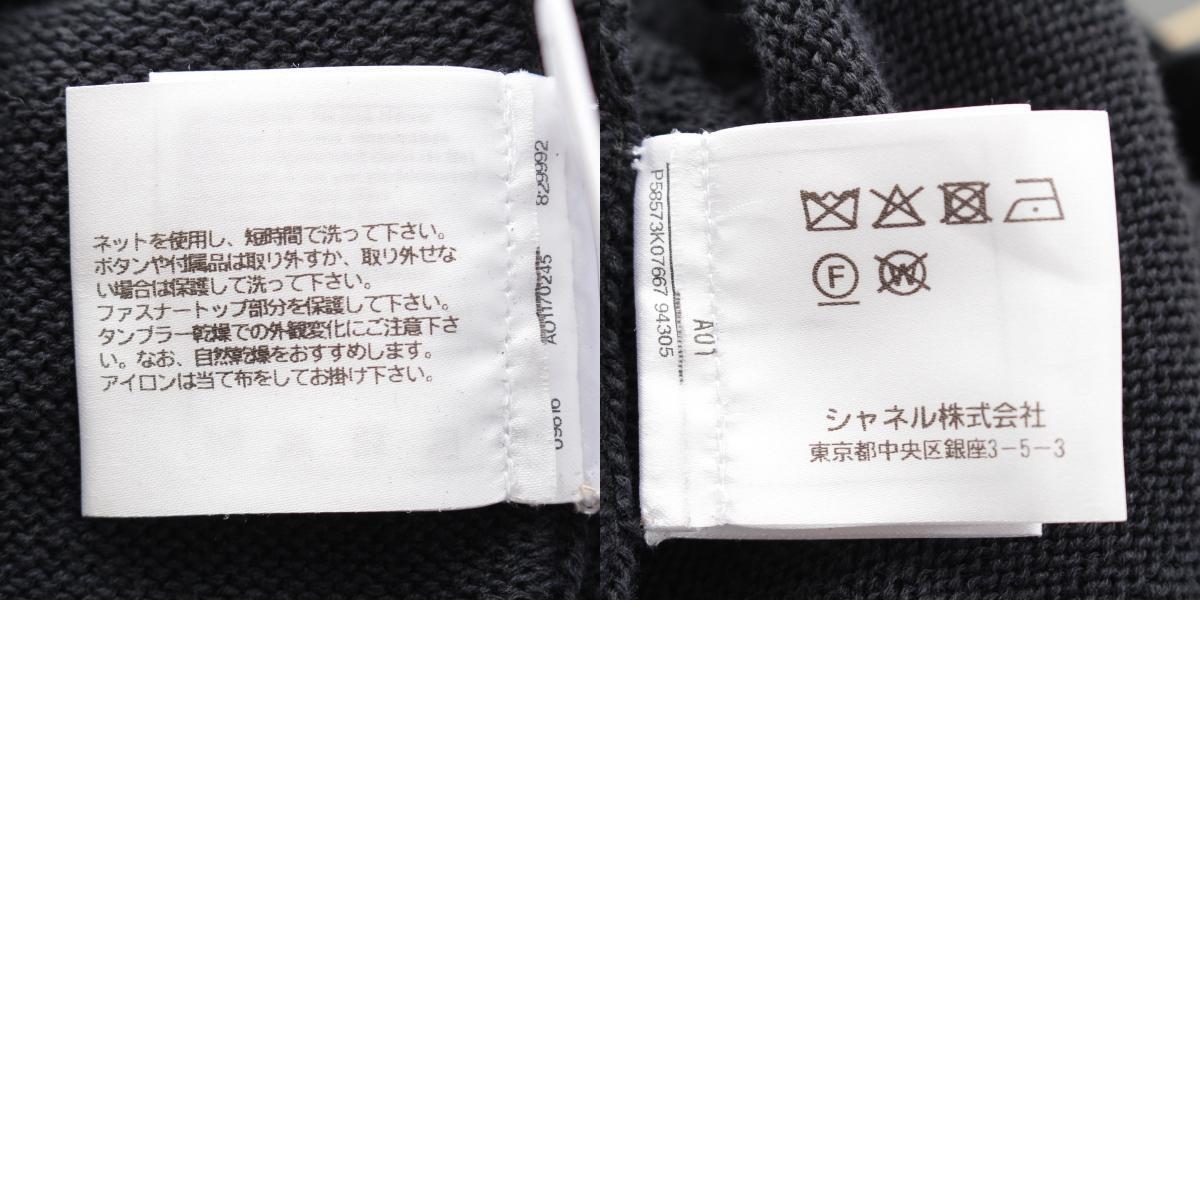 ネットを使用し、短時間で洗って下さい。
ボタンや付属品は取り外すか、取り外せな
い場合は保護して洗って下さい。
ファスナートップ部分を保護して下さい。
タンブラー乾燥での外観変化にご注意下さ
い。なお、自然乾燥をおすすめします。
アイロンは当て布をしてお掛け下さい。
829992
A01170245
P58573K07667 94305
A01
F
W
シャネル株式会社
東京都中央区銀座3-5-3